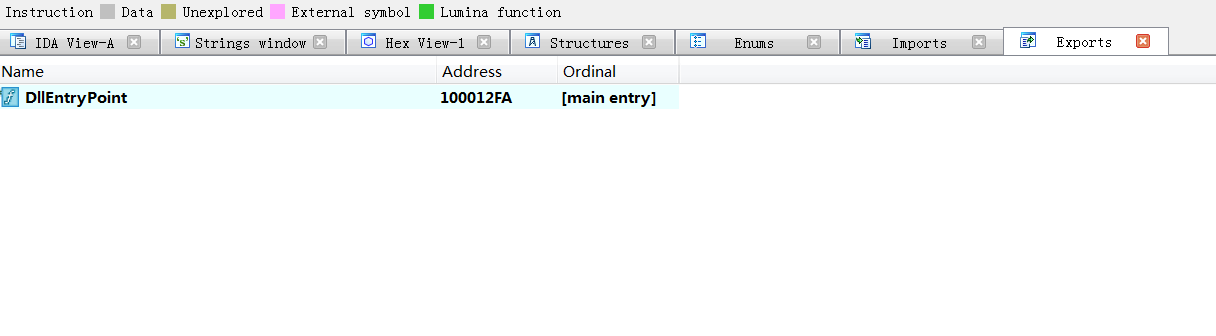 Instruction Data Unexplored External symbol Lumina function
IDA View-A Strings window Hex View-1 Structures Enums Imports Exports
Name Address Ordinal
DllEntryPoint 100012FA [main entry]